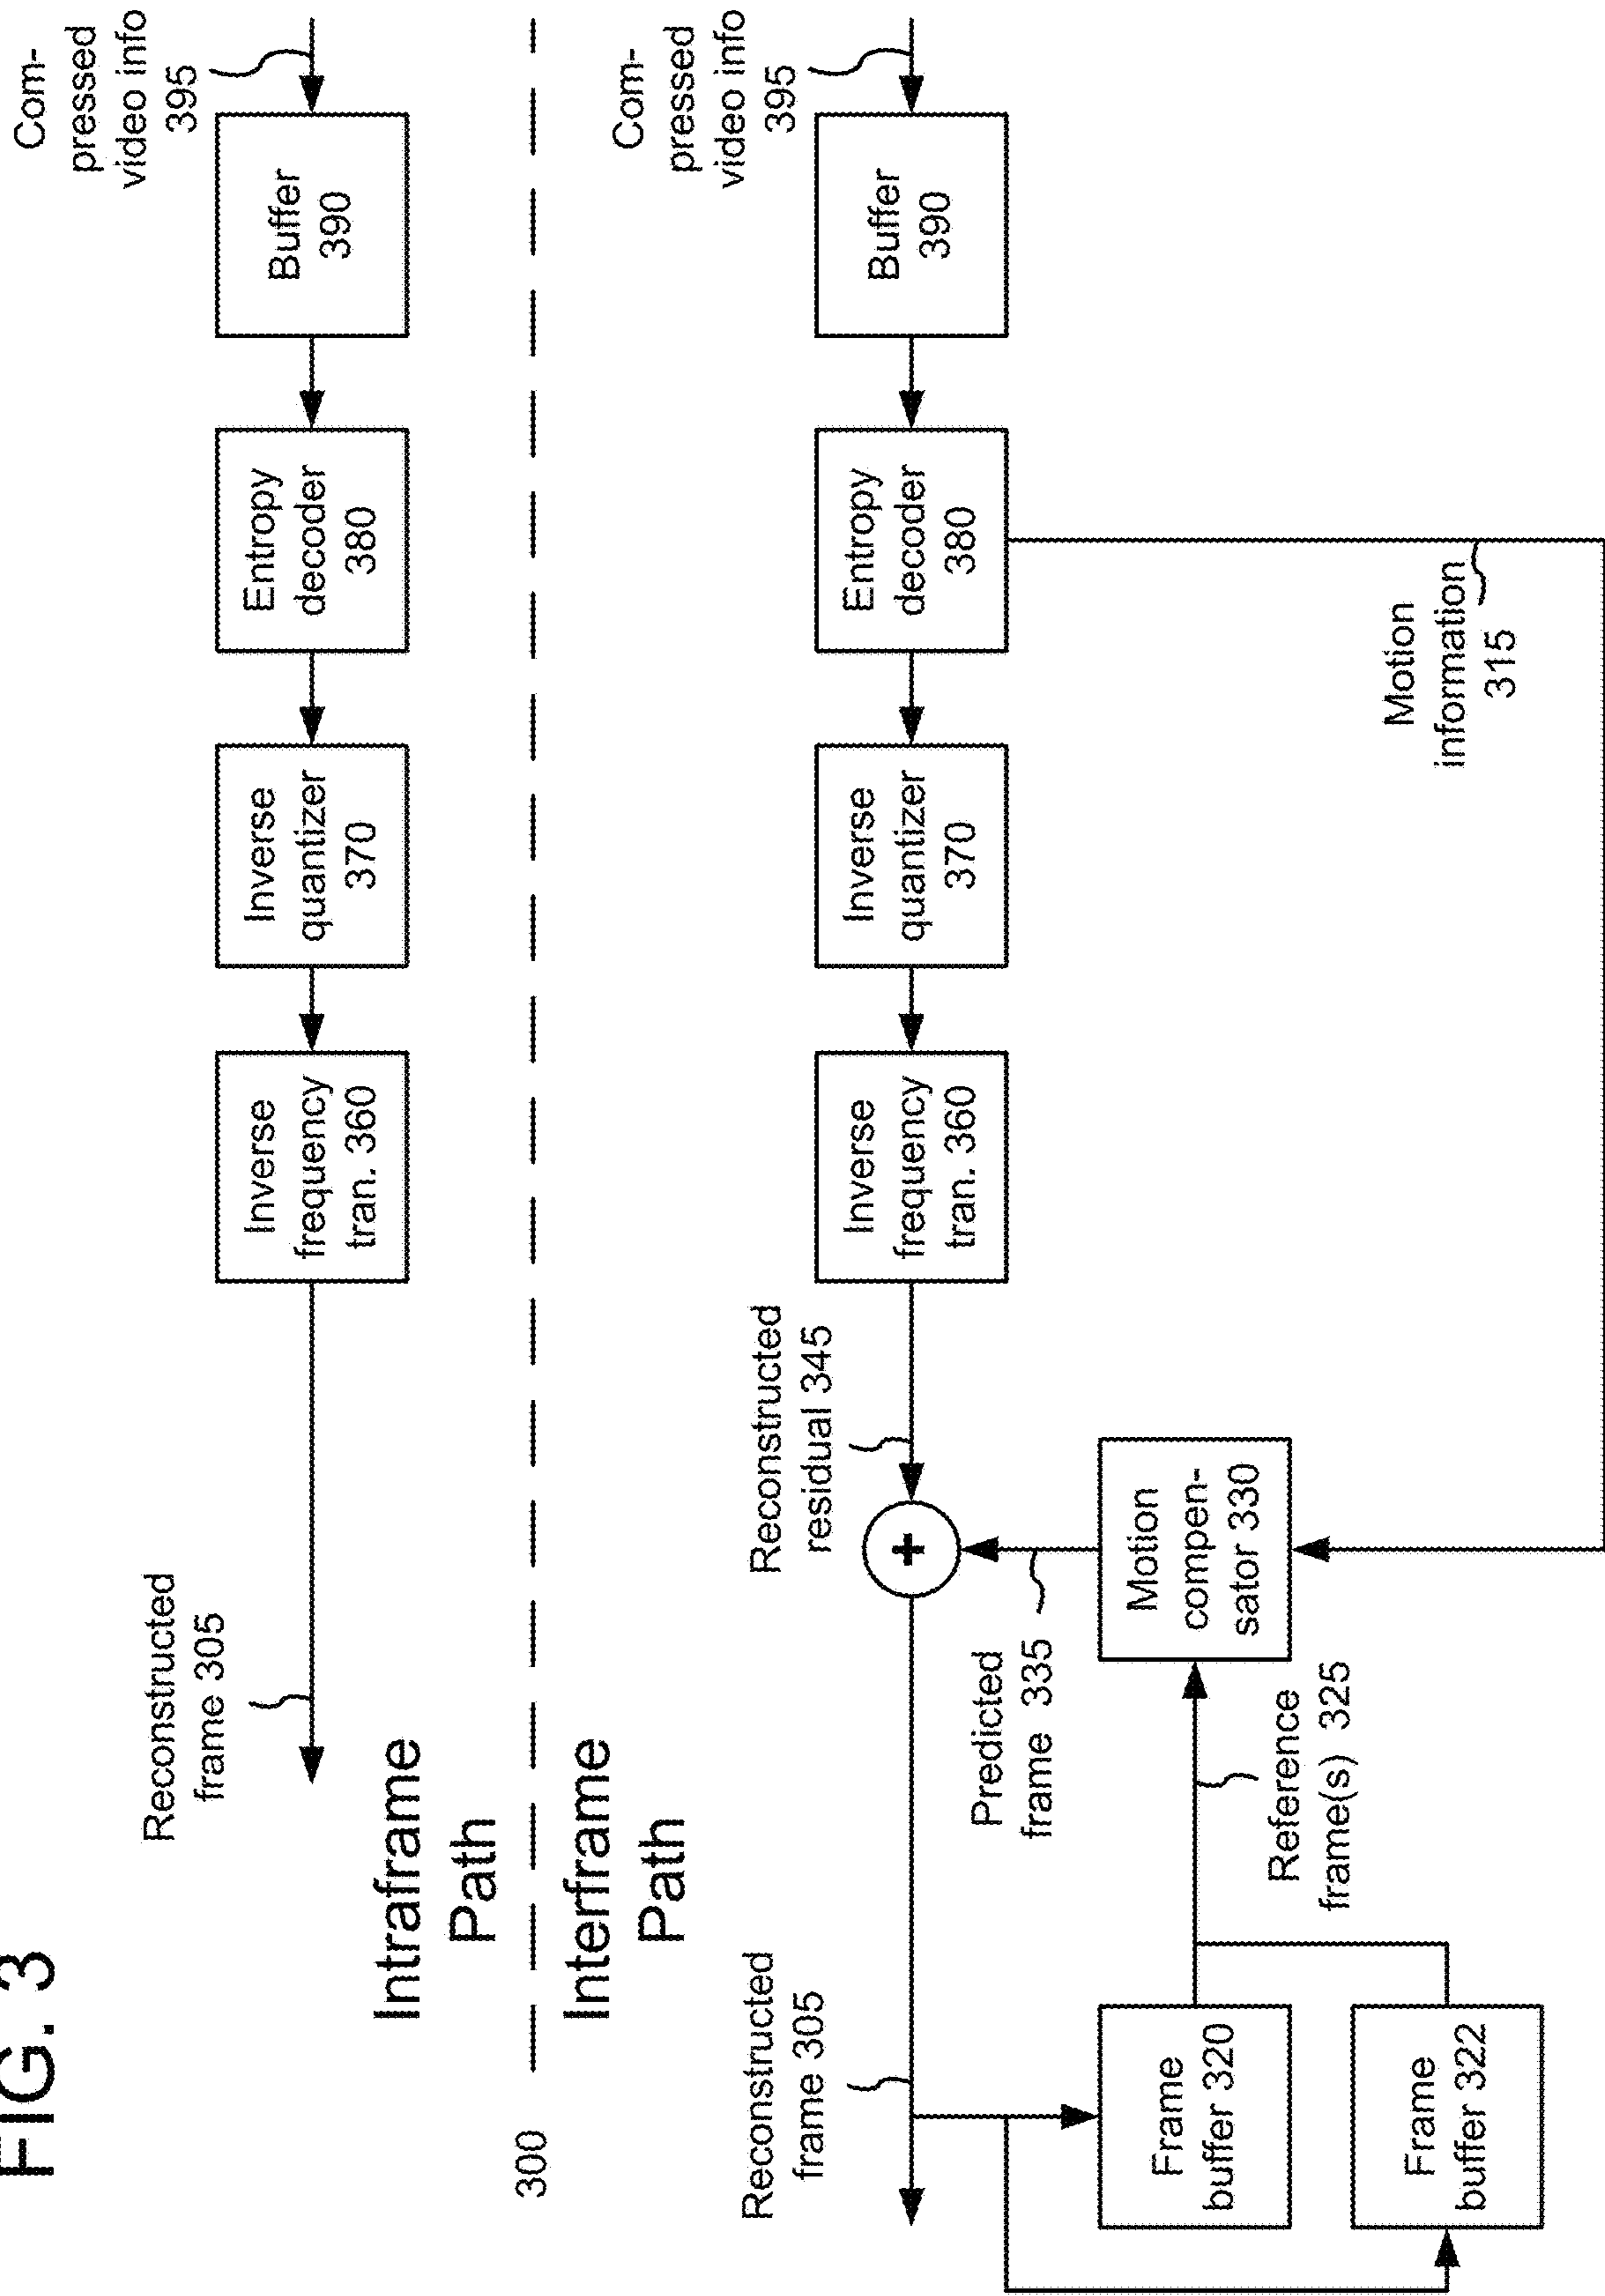 FIG. 3
Reconstructed
frame 305
Inverse
frequency
tran. 360
Inverse
quantizer
370
Entropy
decoder
380
Buffer
390
Com-
pressed
video info
395
Intraframe
Path
300
Interframe
Path
Reconstructed
frame 305
Reconstructed
residual 345
Inverse
frequency
tran. 360
Inverse
quantizer
370
Entropy
decoder
380
Buffer
390
Com-
pressed
video info
395
+
Predicted
frame 335
Motion
compen-
sator 330
Frame
buffer 320
Reference
frame(s) 325
Motion
information
315
Frame
buffer 322